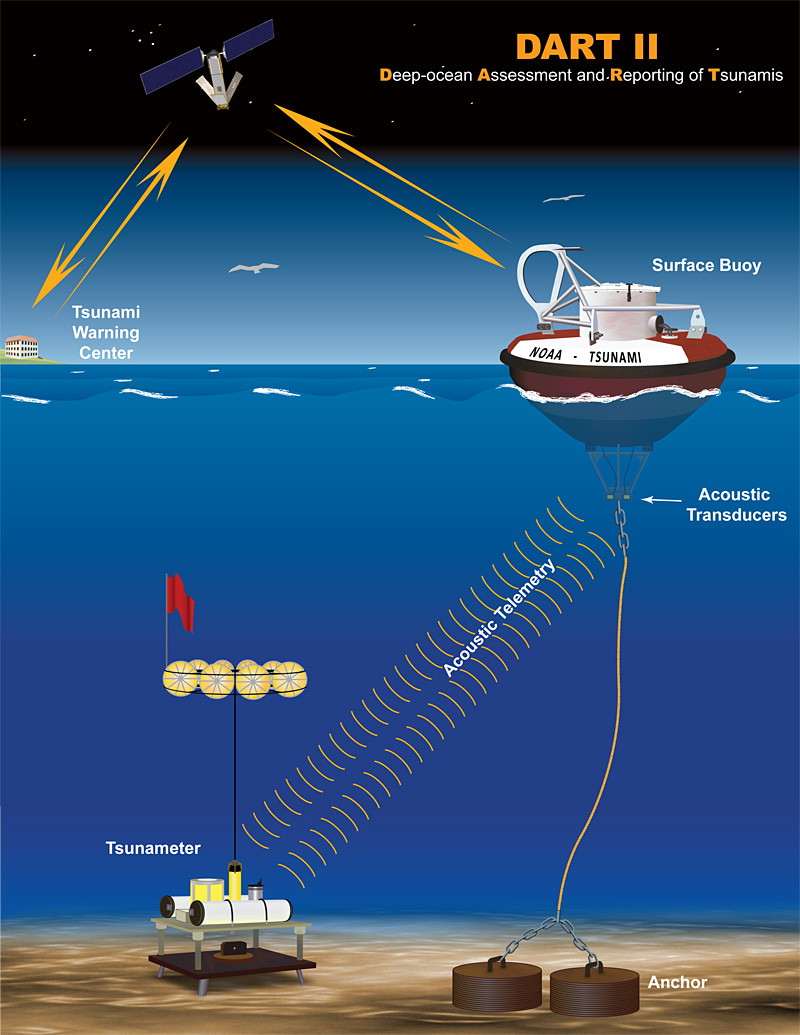 DART II
Deep-ocean Assessment and Reporting of Tsunamis
Surface Buoy
Tsunami
Warning
Center
NOAA - TSUNAMI
Acoustic
Transducers
Acoustic Telemetry
Tsunameter
Anchor